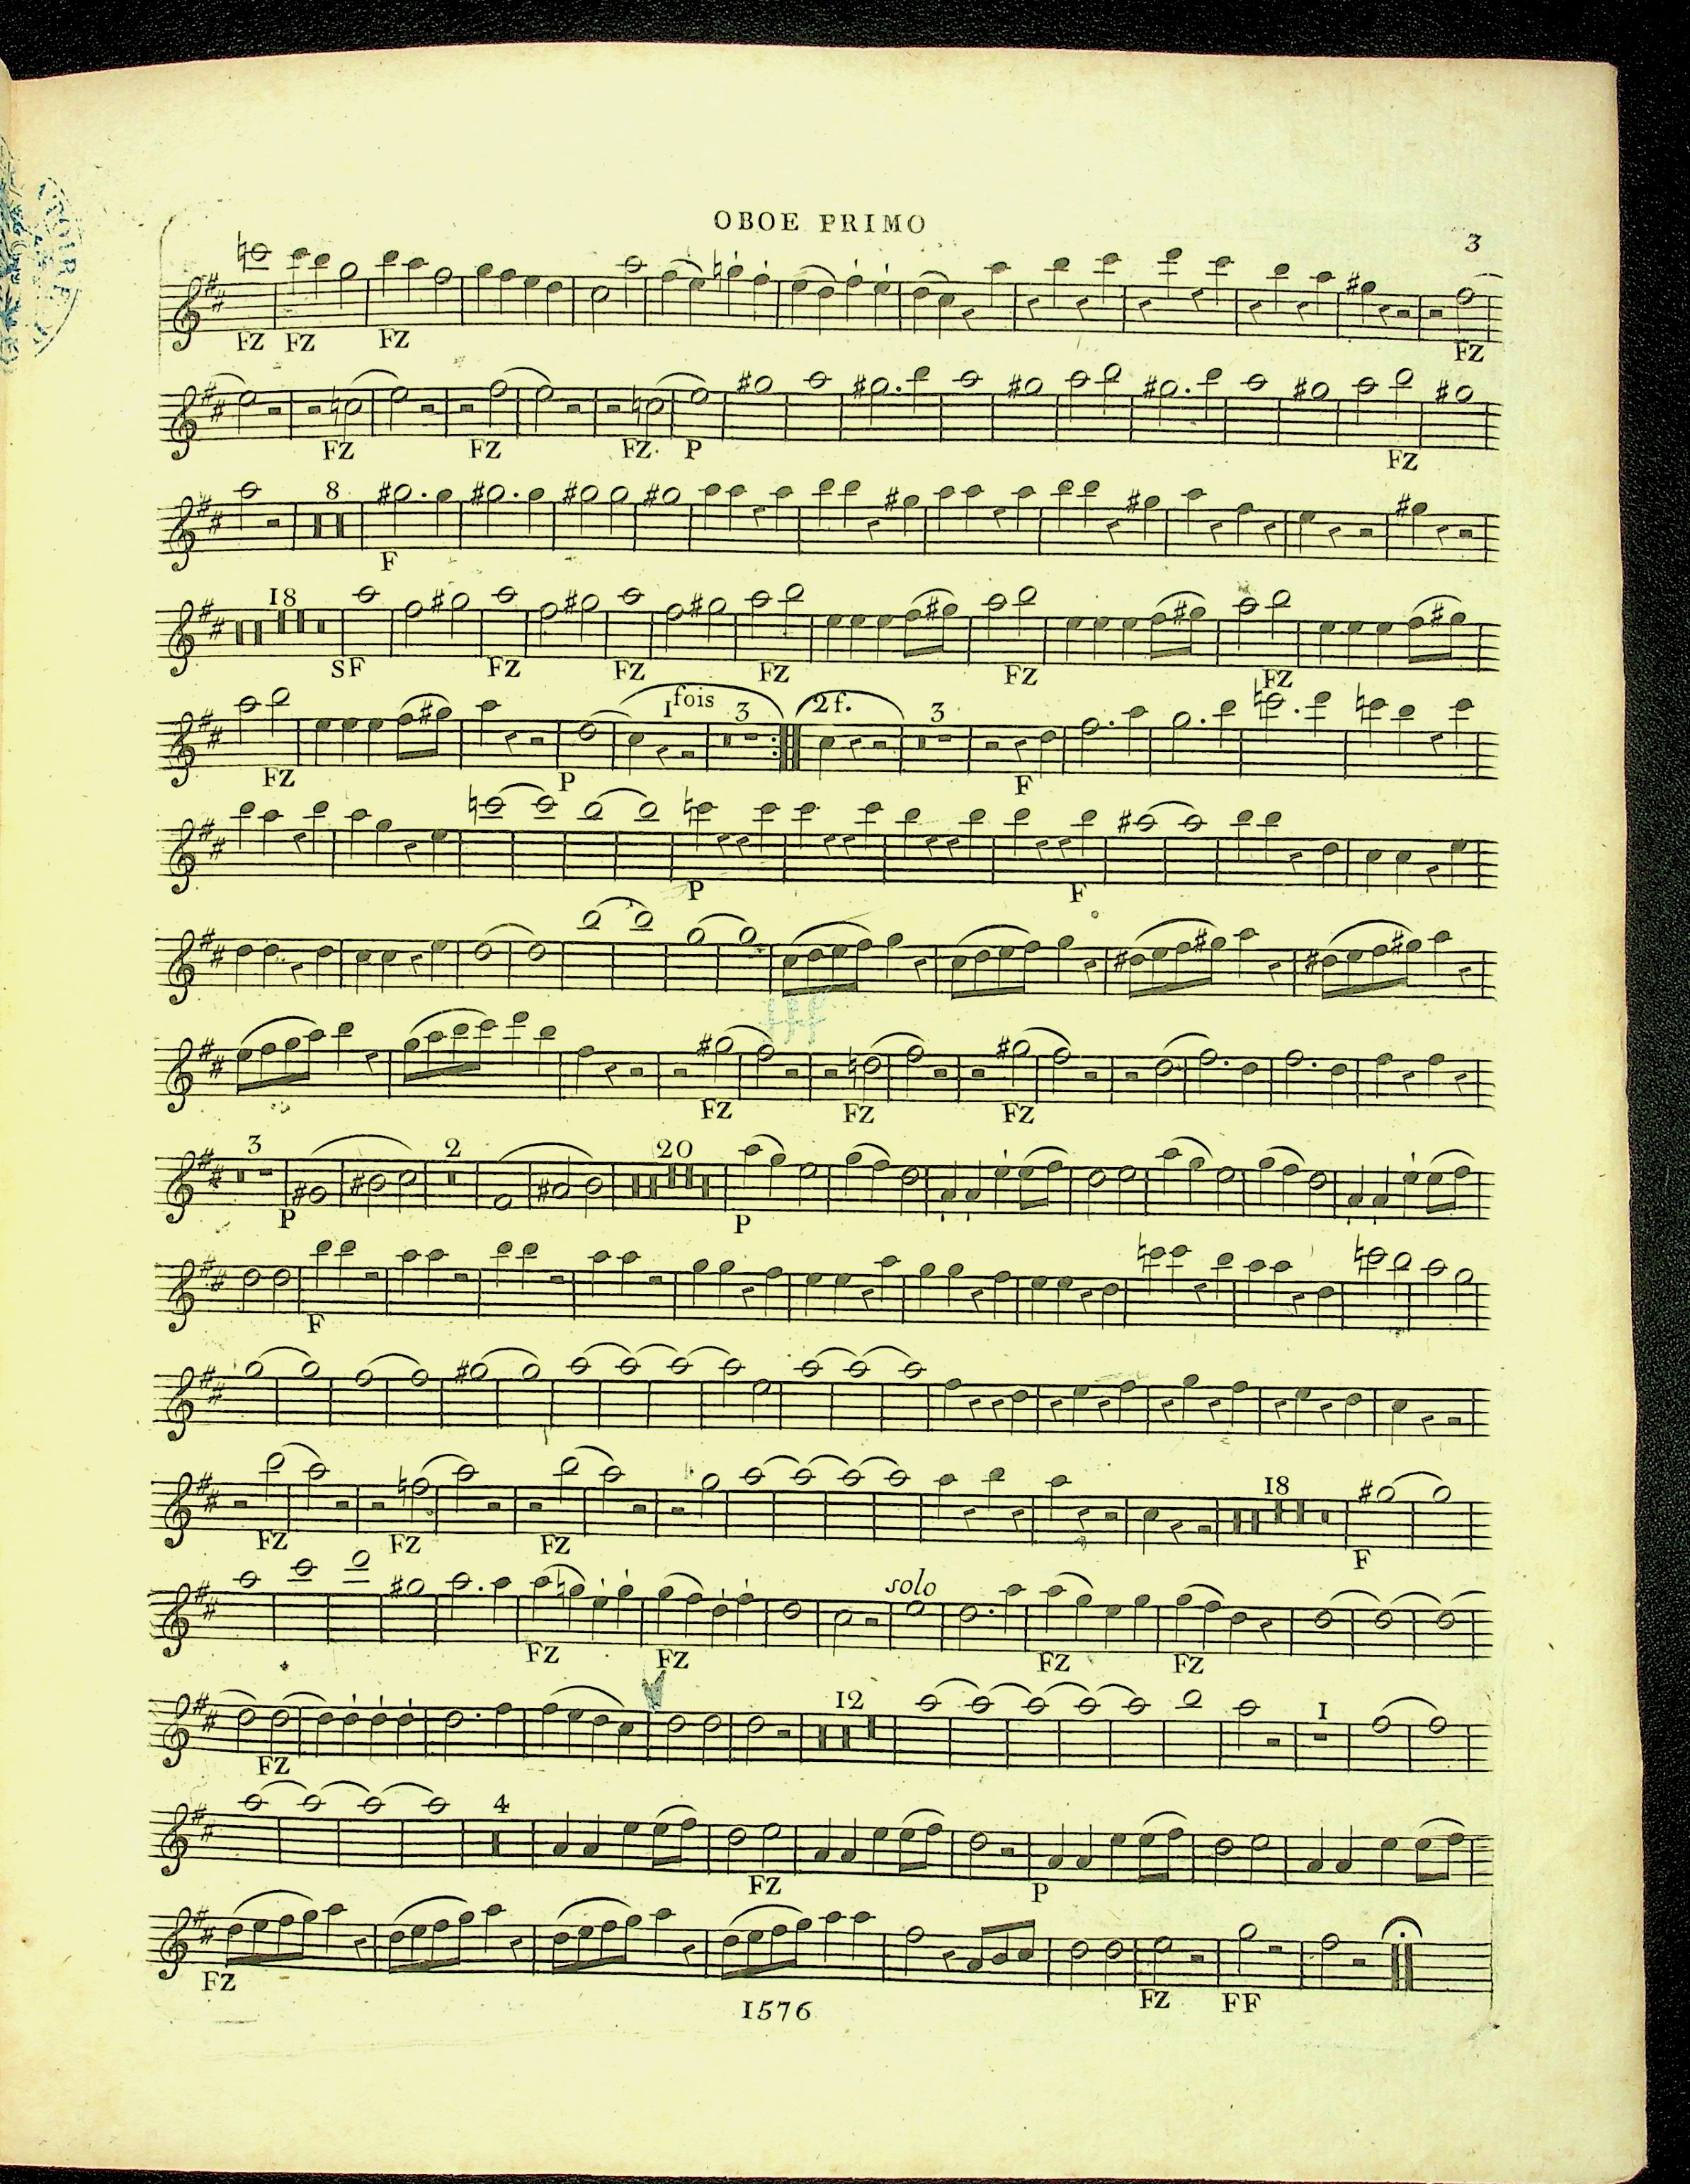 OBOE PRIMO
3
FZ FZ FZ FZ
FZ FZ FZ. P FZ
8
F
18
SF FZ FZ FZ FZ FZ
I fois 3 2 f. 3
FZ P F
P F
fff
FZ FZ FZ
3 2 20
P P
F
18
FZ FZ FZ F
solo
FZ FZ FZ FZ
12 I
FZ
4
FZ P
FZ FZ FF
1576